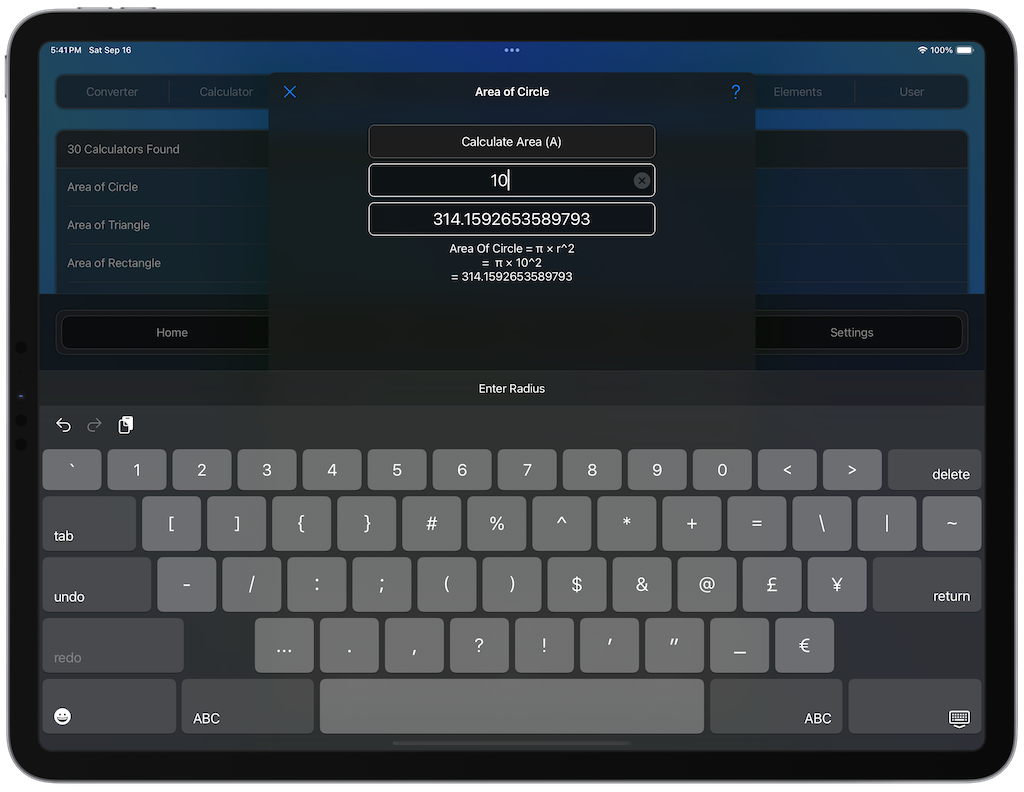 5:41 PM Sat Sep 16
100%
Converter Calculator
Elements User
Area of Circle
?
30 Calculators Found
Area of Circle
Area of Triangle
Area of Rectangle
Calculate Area (A)
10
314.1592653589793
Area Of Circle = π × r^2
= π × 10^2
= 314.1592653589793
Home
Settings
Enter Radius
` 1 2 3 4 5 6 7 8 9 0 < > delete
tab [ ] { } # % ^ * + = \ | ~
undo - / : ; ( ) $ & @ £ ¥ return
redo ... . , ? ! ′ ″ _ €
ABC ABC